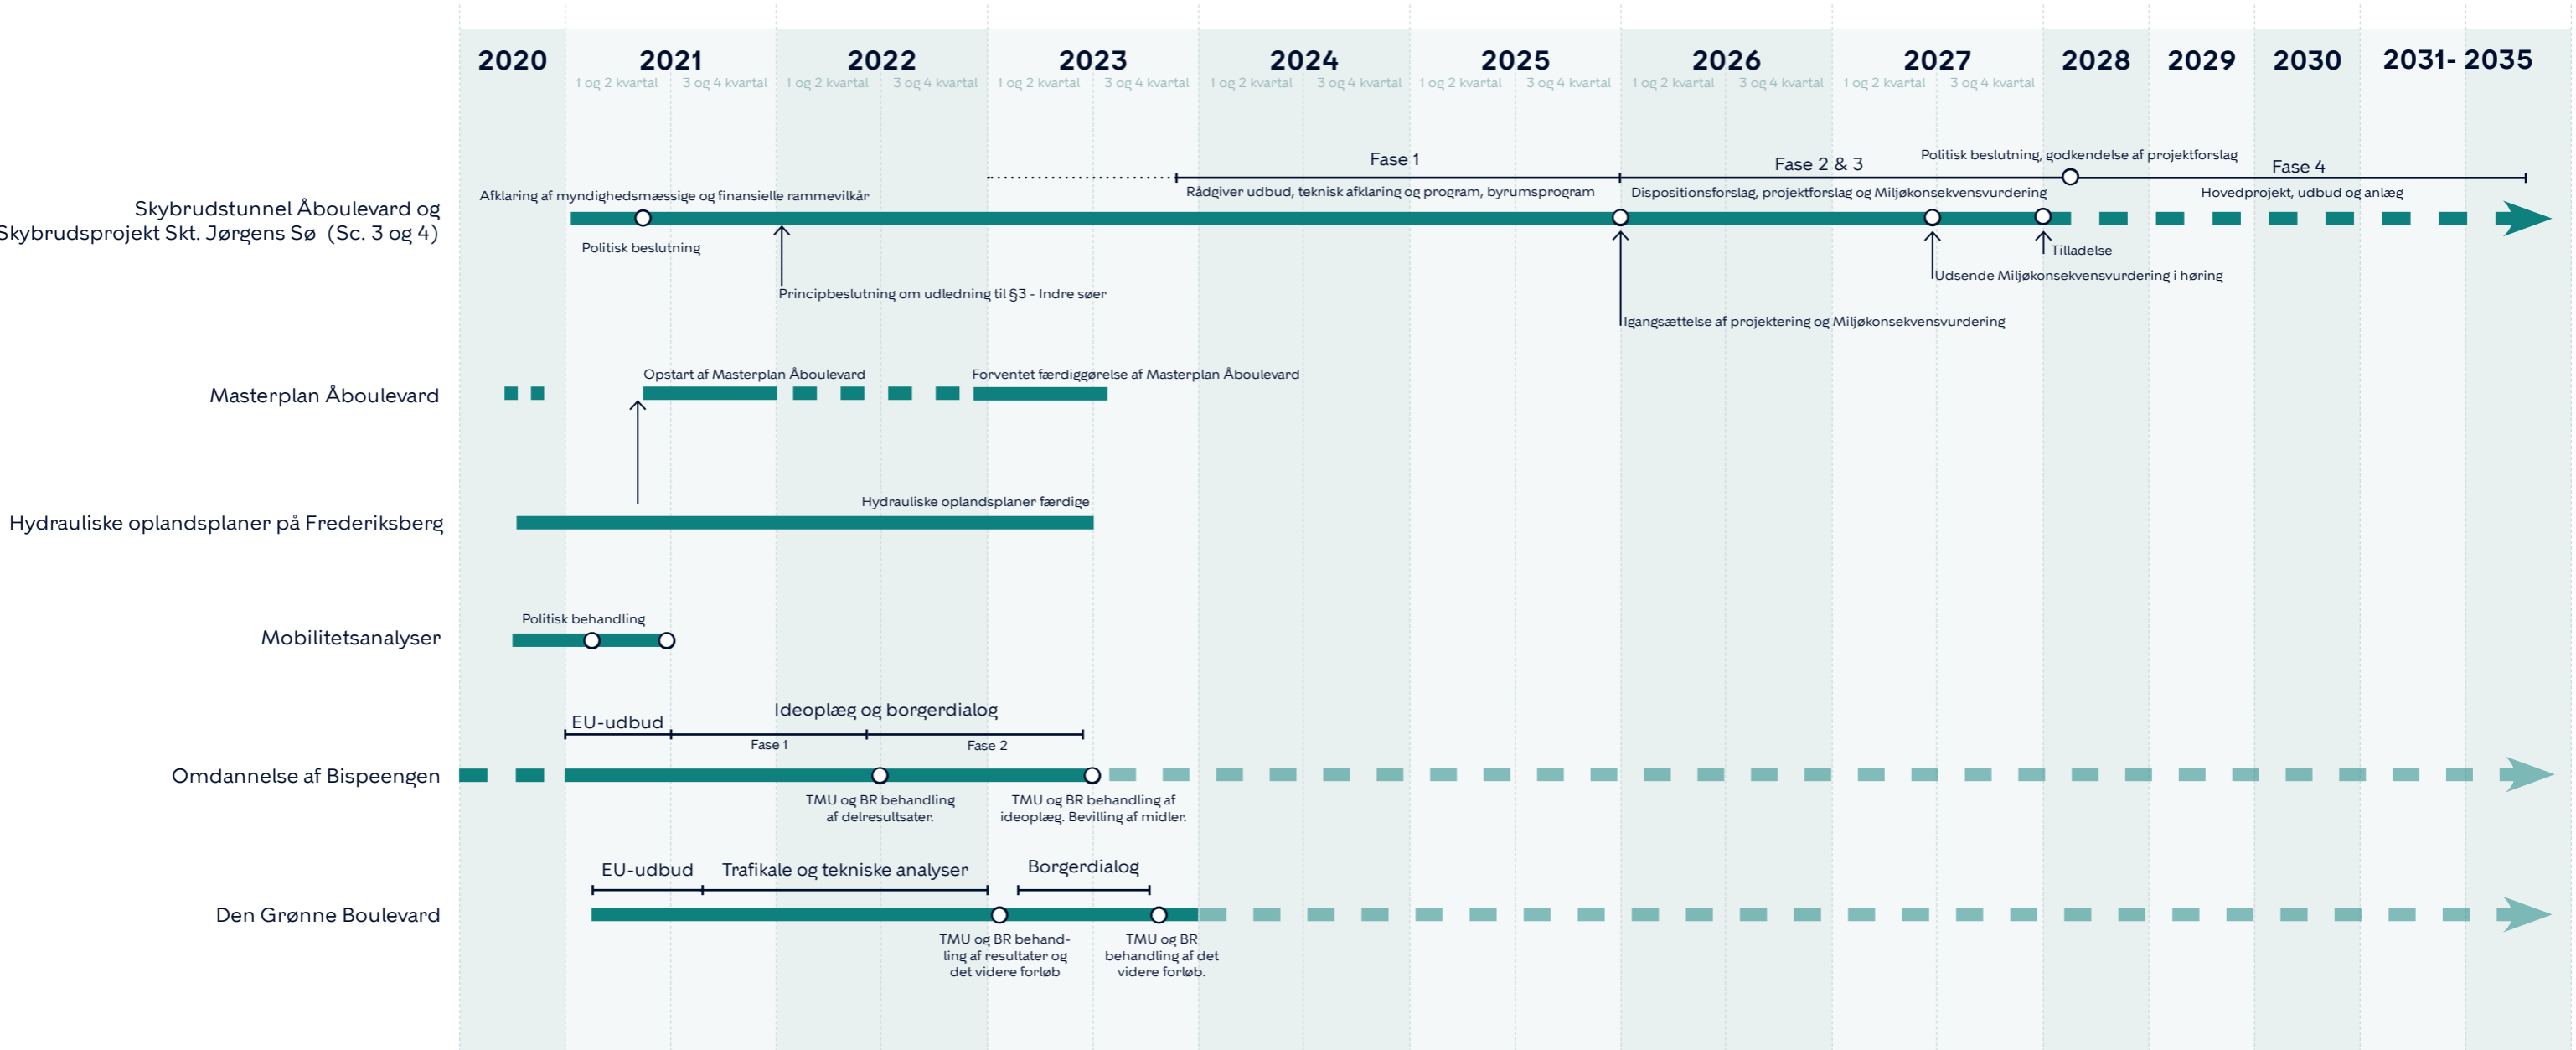 2020 2021 2022 2023 2024 2025 2026 2027 2028 2029 2030 2031- 2035
1 og 2 kvartal 3 og 4 kvartal 1 og 2 kvartal 3 og 4 kvartal 1 og 2 kvartal 3 og 4 kvartal 1 og 2 kvartal 3 og 4 kvartal 1 og 2 kvartal 3 og 4 kvartal 1 og 2 kvartal 3 og 4 kvartal 1 og 2 kvartal 3 og 4 kvartal
Fase 1
Fase 2 & 3
Politisk beslutning, godkendelse af projektforslag
Fase 4
Afklaring af myndighedsmæssige og finansielle rammevilkår
Rådgiver udbud, teknisk afklaring og program, byrumsprogram
Dispositionsforslag, projektforslag og Miljøkonsekvensvurdering
Hovedprojekt, udbud og anlæg
Skybrudstunnel Åboulevard og
Skybrudsprojekt Skt. Jørgens Sø (Sc. 3 og 4)
Politisk beslutning
Tilladelse
Udsende Miljøkonsekvensvurdering i høring
Principbeslutning om udledning til §3 - Indre søer
Igangsættelse af projektering og Miljøkonsekvensvurdering
Opstart af Masterplan Åboulevard
Forventet færdiggørelse af Masterplan Åboulevard
Masterplan Åboulevard
Hydrauliske oplandsplaner færdige
Hydrauliske oplandsplaner på Frederiksberg
Politisk behandling
Mobilitetsanalyser
Ideoplæg og borgerdialog
EU-udbud
Fase 1
Fase 2
Omdannelse af Bispeengen
TMU og BR behandling
af delresultsater.
TMU og BR behandling af
ideoplæg. Bevilling af midler.
EU-udbud
Trafikale og tekniske analyser
Borgerdialog
Den Grønne Boulevard
TMU og BR behand-
ling af resultater og
det videre forløb
TMU og BR
behandling af det
videre forløb.